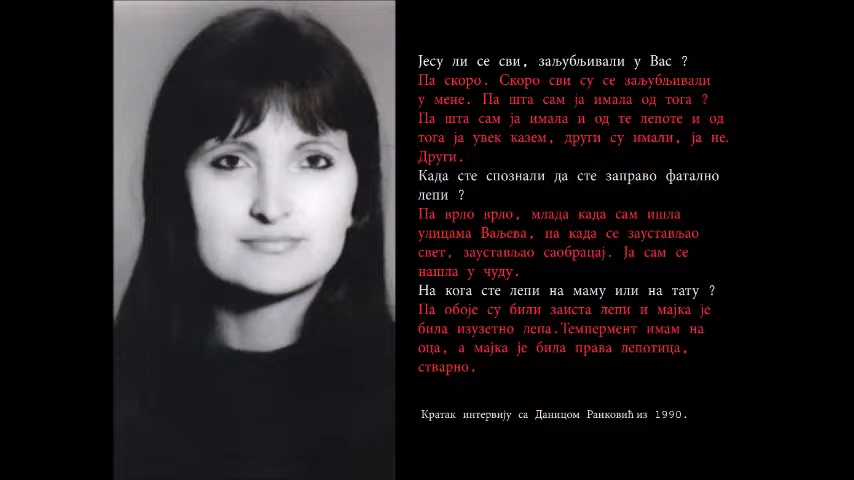 Јесу ли се сви, заљубљивали у Вас ?
Па скоро. Скоро сви су се заљубљивали
у мене. Па шта сам ја имала од тога ?
Па шта сам ја имала и од те лепоте и од
тога ја увек казем, други су имали, ја не.
Други.
Када сте спознали да сте заправо фатално
лепи ?
Па врло врло, млада када сам ишла
улицама Ваљева, па када се заустављао
свет, заустављао саобрацај. Ја сам се
нашла у чуду.
На кога сте лепи на маму или на тату ?
Па обоје су били заиста лепи и мајка је
била изузетно лепа.Темпермент имам на
оца, а мајка је била права лепотица,
стварно.
Кратак интервију са Даницом Ранковић из 1990.